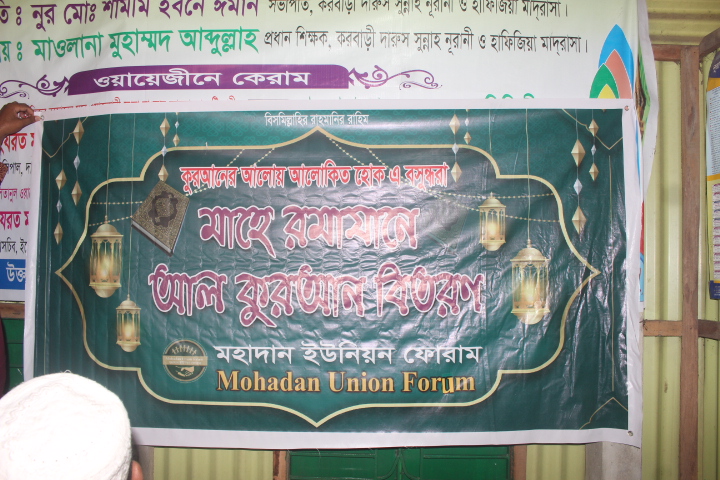 নুর মোঃ শামীম ইবনে ঈমান সভাপতি, করবাড়ী দারুস সুন্নাহ নূরানী ও হাফিজিয়া মাদ্রাসা।
মাওলানা মুহাম্মদ আব্দুল্লাহ প্রধান শিক্ষক, করবাড়ী দারুস সুন্নাহ নূরানী ও হাফিজিয়া মাদ্রাসা।
ওয়ায়েজীনে কেরাম
বিসমিল্লাহির রাহমানির রাহিম
কুরআনের আলোয় আলোকিত হোক এ বসুন্ধরা
মাহে রমাযানে
আল কুরআন বিতরণ
মহাদান ইউনিয়ন ফোরাম
Mohadan Union Forum